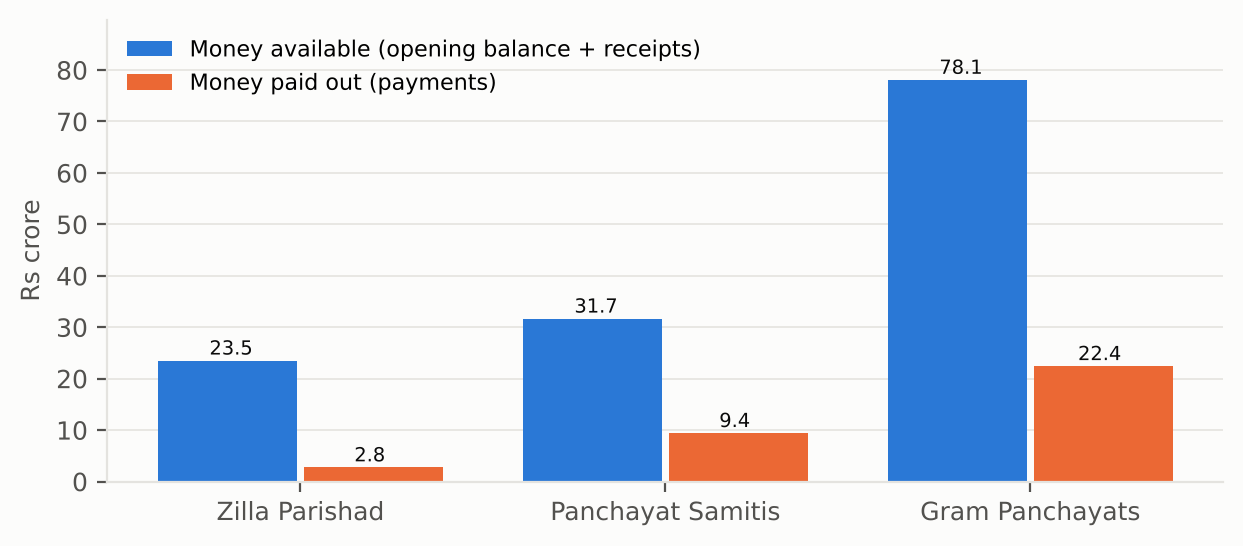 Money available (opening balance + receipts)
Money paid out (payments)
Rs crore
80
70
60
50
40
30
20
10
0
23.5
2.8
31.7
9.4
78.1
22.4
Zilla Parishad
Panchayat Samitis
Gram Panchayats